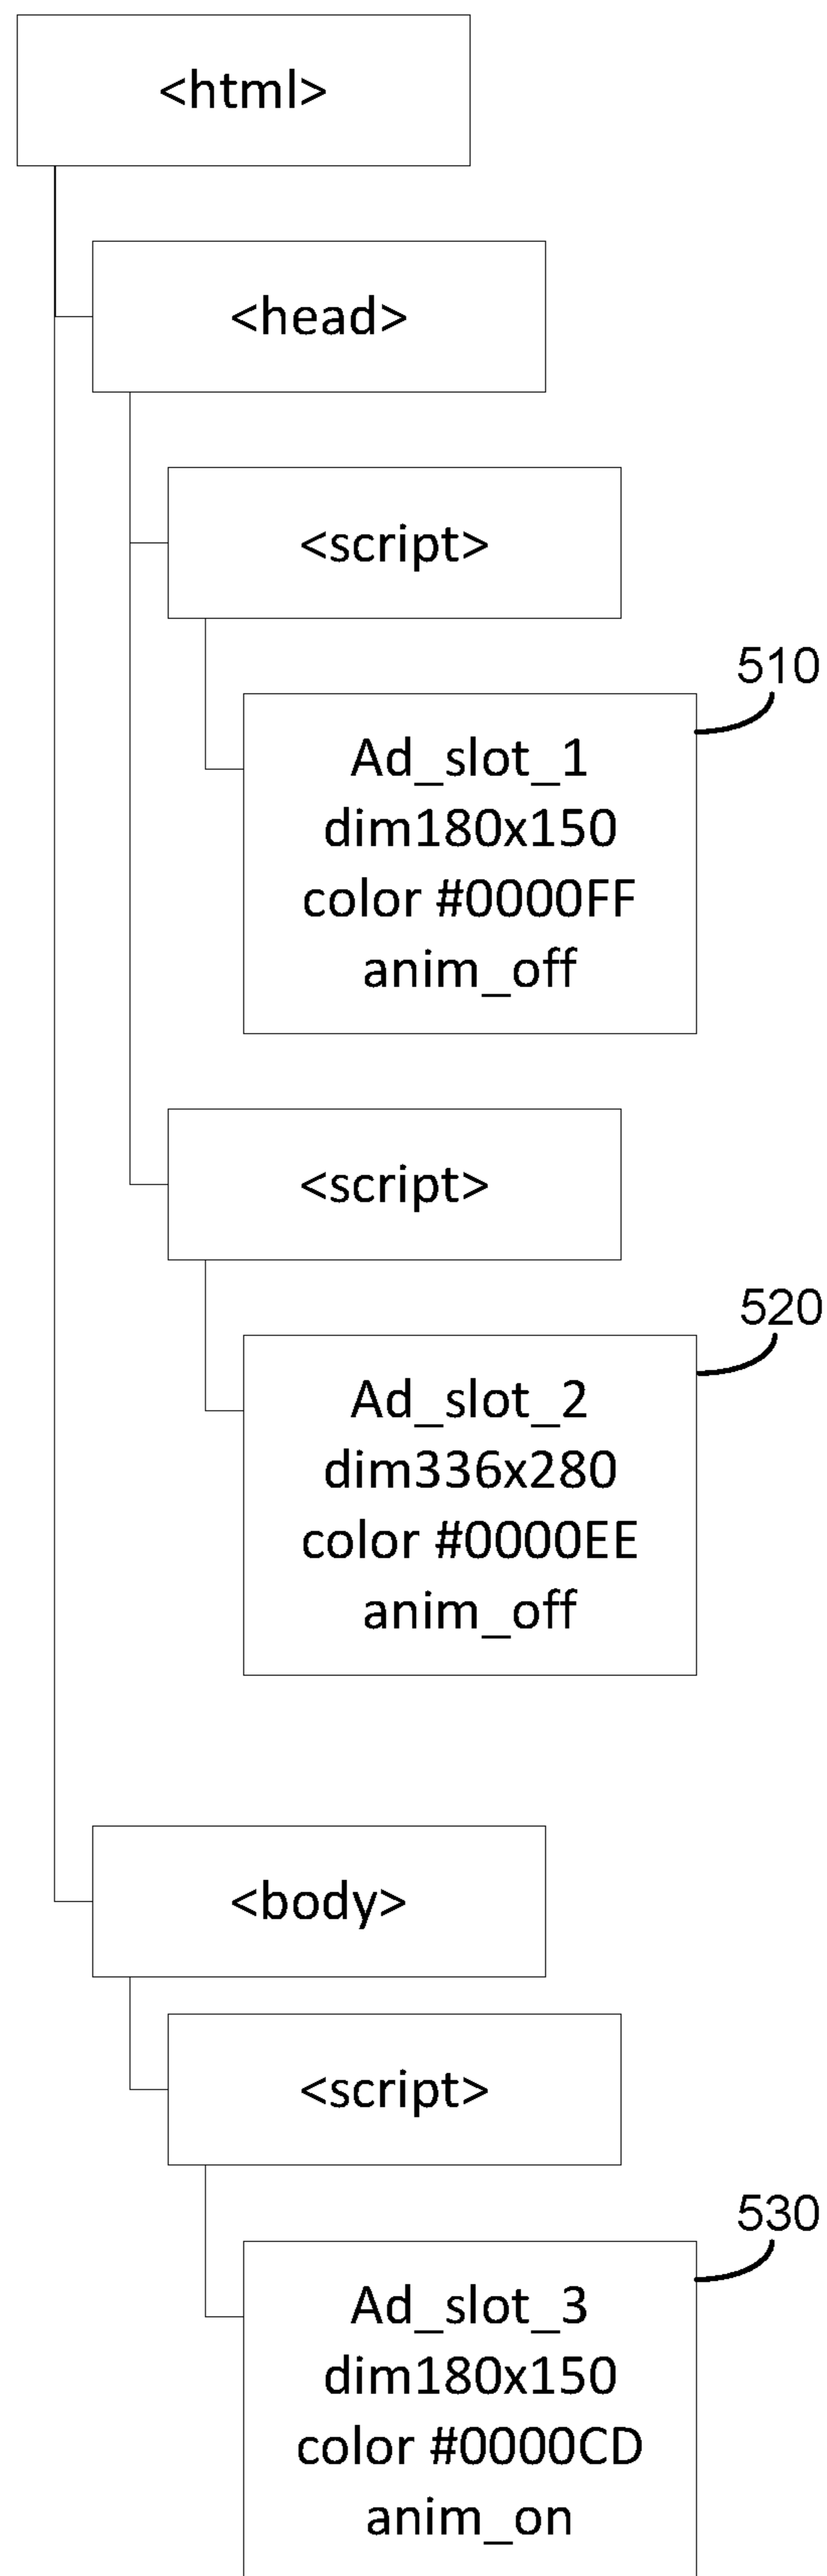 <html>
<head>
<script>
510
Ad_slot_1
dim180x150
color #0000FF
anim_off
<script>
520
Ad_slot_2
dim336x280
color #0000EE
anim_off
<body>
<script>
530
Ad_slot_3
dim180x150
color #0000CD
anim_on